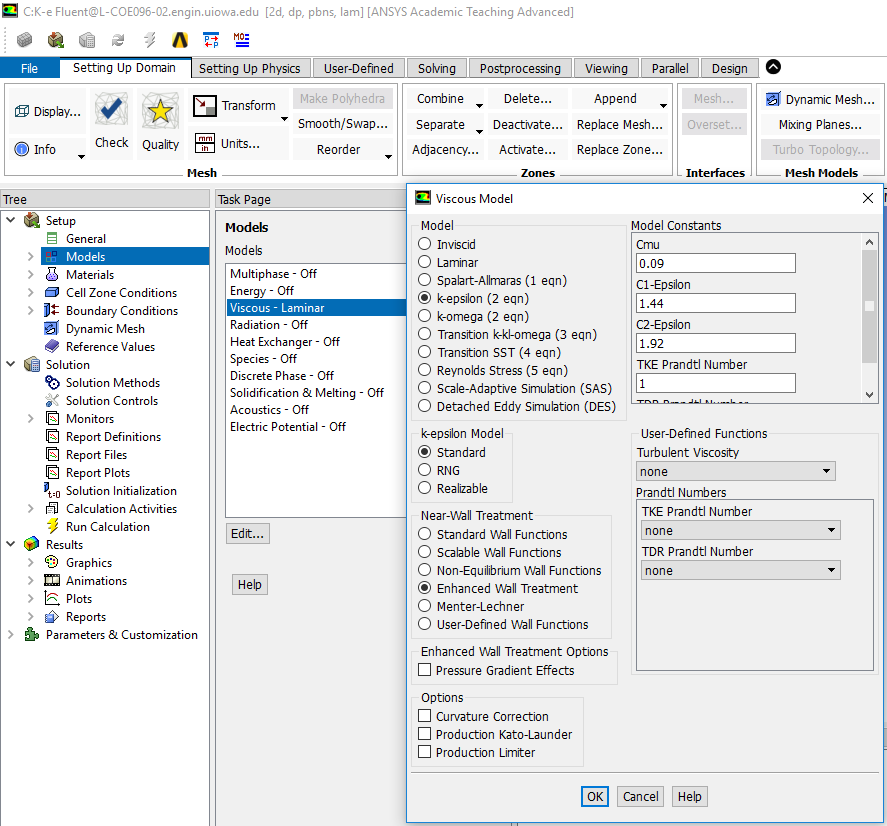 C:K-e Fluent@L-COE096-02.engin.uiowa.edu [2d, dp, pbns, lam] [ANSYS Academic Teaching Advanced]
File Setting Up Domain Setting Up Physics User-Defined Solving Postprocessing Viewing Parallel Design
Display...
Info
Check
Quality
Transform
Units...
Make Polyhedra
Smooth/Swap...
Reorder
Mesh
Combine
Delete...
Append
Separate
Deactivate...
Replace Mesh...
Adjacency...
Activate...
Replace Zone...
Zones
Mesh...
Overset...
Interfaces
Dynamic Mesh...
Mixing Planes...
Turbo Topology...
Mesh Models
Tree
Setup
General
Models
Materials
Cell Zone Conditions
Boundary Conditions
Dynamic Mesh
Reference Values
Solution
Solution Methods
Solution Controls
Monitors
Report Definitions
Report Files
Report Plots
Solution Initialization
Calculation Activities
Run Calculation
Results
Graphics
Animations
Plots
Reports
Parameters & Customization
Task Page
Models
Models
Multiphase - Off
Energy - Off
Viscous - Laminar
Radiation - Off
Heat Exchanger - Off
Species - Off
Discrete Phase - Off
Solidification & Melting - Off
Acoustics - Off
Electric Potential - Off
Edit...
Help
Viscous Model
Model
Inviscid
Laminar
Spalart-Allmaras (1 eqn)
k-epsilon (2 eqn)
k-omega (2 eqn)
Transition k-kl-omega (3 eqn)
Transition SST (4 eqn)
Reynolds Stress (5 eqn)
Scale-Adaptive Simulation (SAS)
Detached Eddy Simulation (DES)
k-epsilon Model
Standard
RNG
Realizable
Near-Wall Treatment
Standard Wall Functions
Scalable Wall Functions
Non-Equilibrium Wall Functions
Enhanced Wall Treatment
Menter-Lechner
User-Defined Wall Functions
Enhanced Wall Treatment Options
Pressure Gradient Effects
Options
Curvature Correction
Production Kato-Launder
Production Limiter
Model Constants
Cmu
0.09
C1-Epsilon
1.44
C2-Epsilon
1.92
TKE Prandtl Number
1
TDR Prandtl Number
User-Defined Functions
Turbulent Viscosity
none
Prandtl Numbers
TKE Prandtl Number
none
TDR Prandtl Number
none
OK Cancel Help